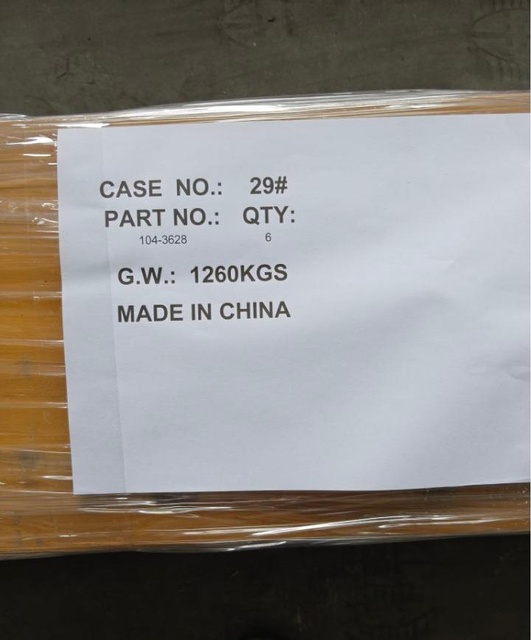 CASE NO.: 29#
PART NO.: QTY:
104-3628 6
G.W.: 1260KGS
MADE IN CHINA